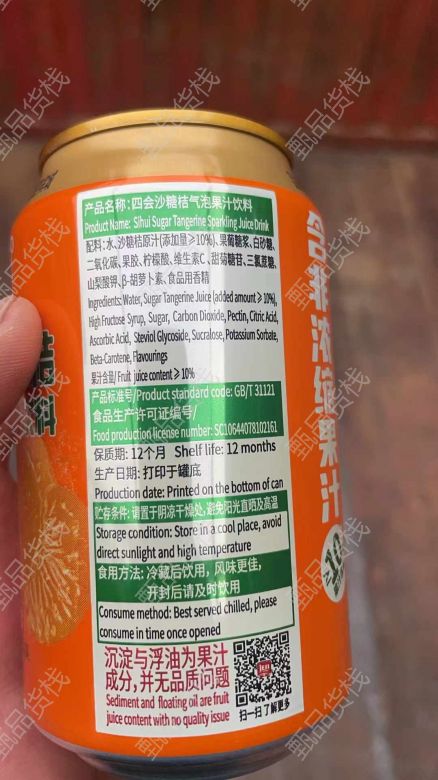 产品名称:四会沙糖桔气泡果汁饮料
Product Name: Sihui Sugar Tangerine Sparkling Juice Drink
配料:水、沙糖桔原汁(添加量≥10%)、果葡糖浆、白砂糖、
二氧化碳、果胶、柠檬酸、维生素C、甜菊糖苷、三氯蔗糖、
山梨酸钾、β-胡萝卜素、食品用香精
Ingredients: Water, Sugar Tangerine Juice (added amount ≥10%),
High Fructose Syrup, Sugar, Carbon Dioxide, Pectin, Citric Acid,
Ascorbic Acid, Steviol Glycoside, Sucralose, Potassium Sorbate,
Beta-Carotene, Flavourings
果汁含量/ Fruit juice content ≥ 10%
产品标准号/Product standard code: GB/T 31121
食品生产许可证编号/
Food production license number: SC10644078102161
保质期: 12个月 Shelf life: 12 months
生产日期: 打印于罐底
Production date: Printed on the bottom of can
贮存条件: 请置于阴凉干燥处,避免阳光直晒及高温
Storage condition: Store in a cool place, avoid
direct sunlight and high temperature
食用方法: 冷藏后饮用,风味更佳,
开封后请及时饮用
Consume method: Best served chilled, please
consume in time once opened
沉淀与浮油为果汁
成分,并无品质问题
Sediment and floating oil are fruit
juice content with no quality issue
扫一扫 了解更多
含非浓缩果汁
≥10
桔
料
甄品货栈